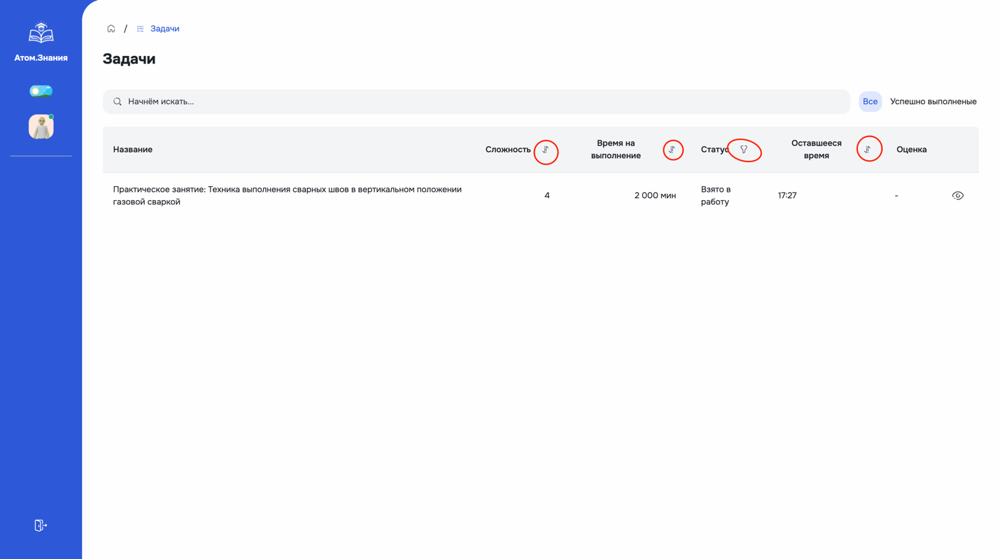 Атом.Знания
/ Задачи
Задачи
Начнём искать...
Все
Успешно выполненые
Название
Сложность
Время на
выполнение
Статус
Оставшееся
время
Оценка
Практическое занятие: Техника выполнения сварных швов в вертикальном положении
газовой сваркой
4
2 000 мин
Взято в
работу
17:27
-